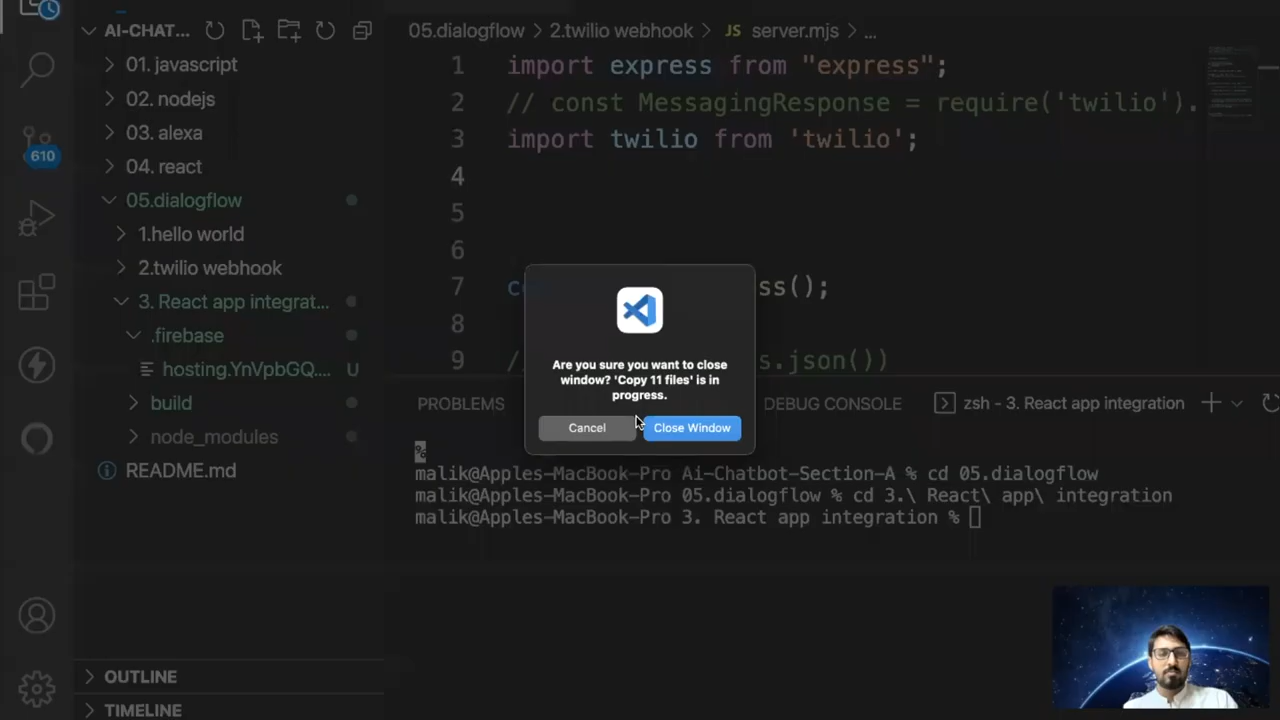 AI-CHAT...
01. javascript
02. nodejs
03. alexa
04. react
05.dialogflow
1.hello world
2.twilio webhook
3. React app integrat...
.firebase
hosting.YnVpbGQ.... U
build
node_modules
README.md
OUTLINE
TIMELINE
610
05.dialogflow > 2.twilio webhook > JS server.mjs > ...
1 import express from "express";
2 // const MessagingResponse = require('twilio').
3 import twilio from 'twilio';
4
5
6
7 ss();
8
9 / s.json())
Are you sure you want to close
window? 'Copy 11 files' is in
progress.
Cancel Close Window
PROBLEMS DEBUG CONSOLE zsh - 3. React app integration
%
malik@Apples-MacBook-Pro Ai-Chatbot-Section-A % cd 05.dialogflow
malik@Apples-MacBook-Pro 05.dialogflow % cd 3.\ React\ app\ integration
malik@Apples-MacBook-Pro 3. React app integration %